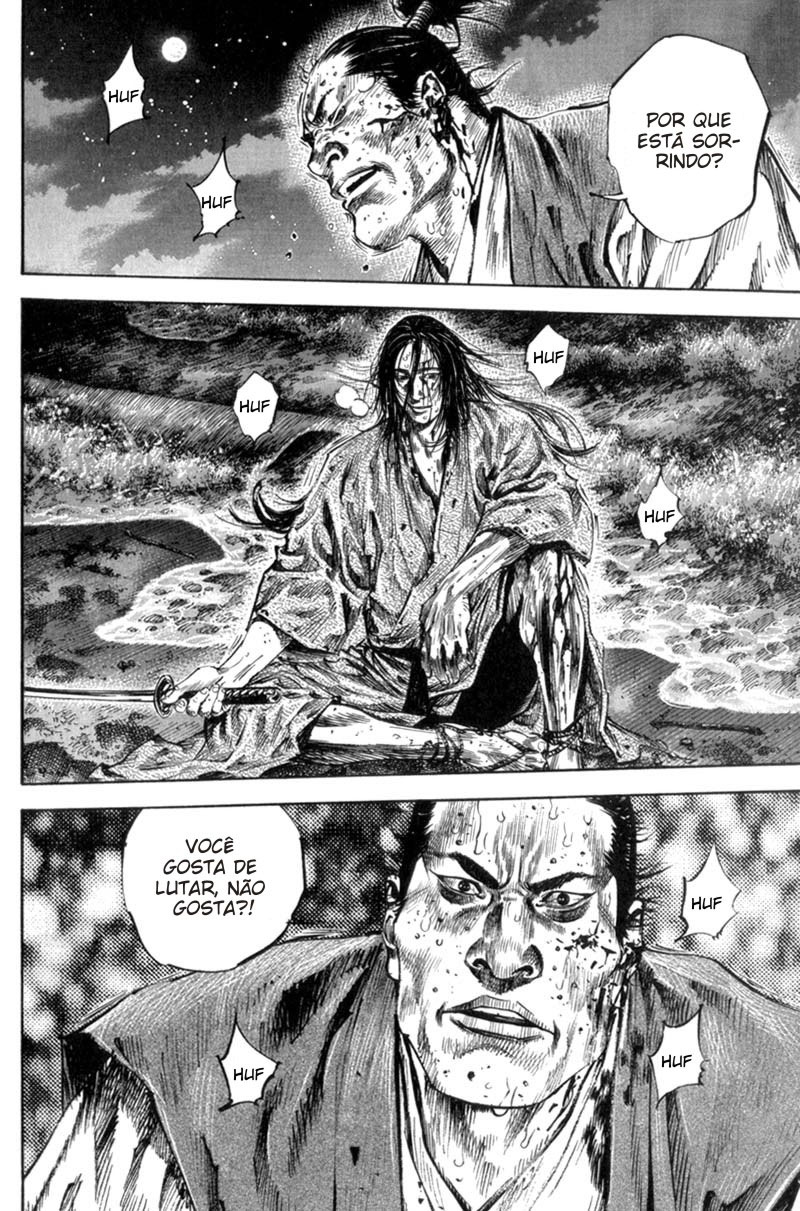 POR QUE
ESTÁ SOR-
RINDO?
HUF
HUF
HUF
HUF
HUF
VOCÊ
GOSTA DE
LUTAR, NÃO
GOSTA?!
HUF
HUF
HUF